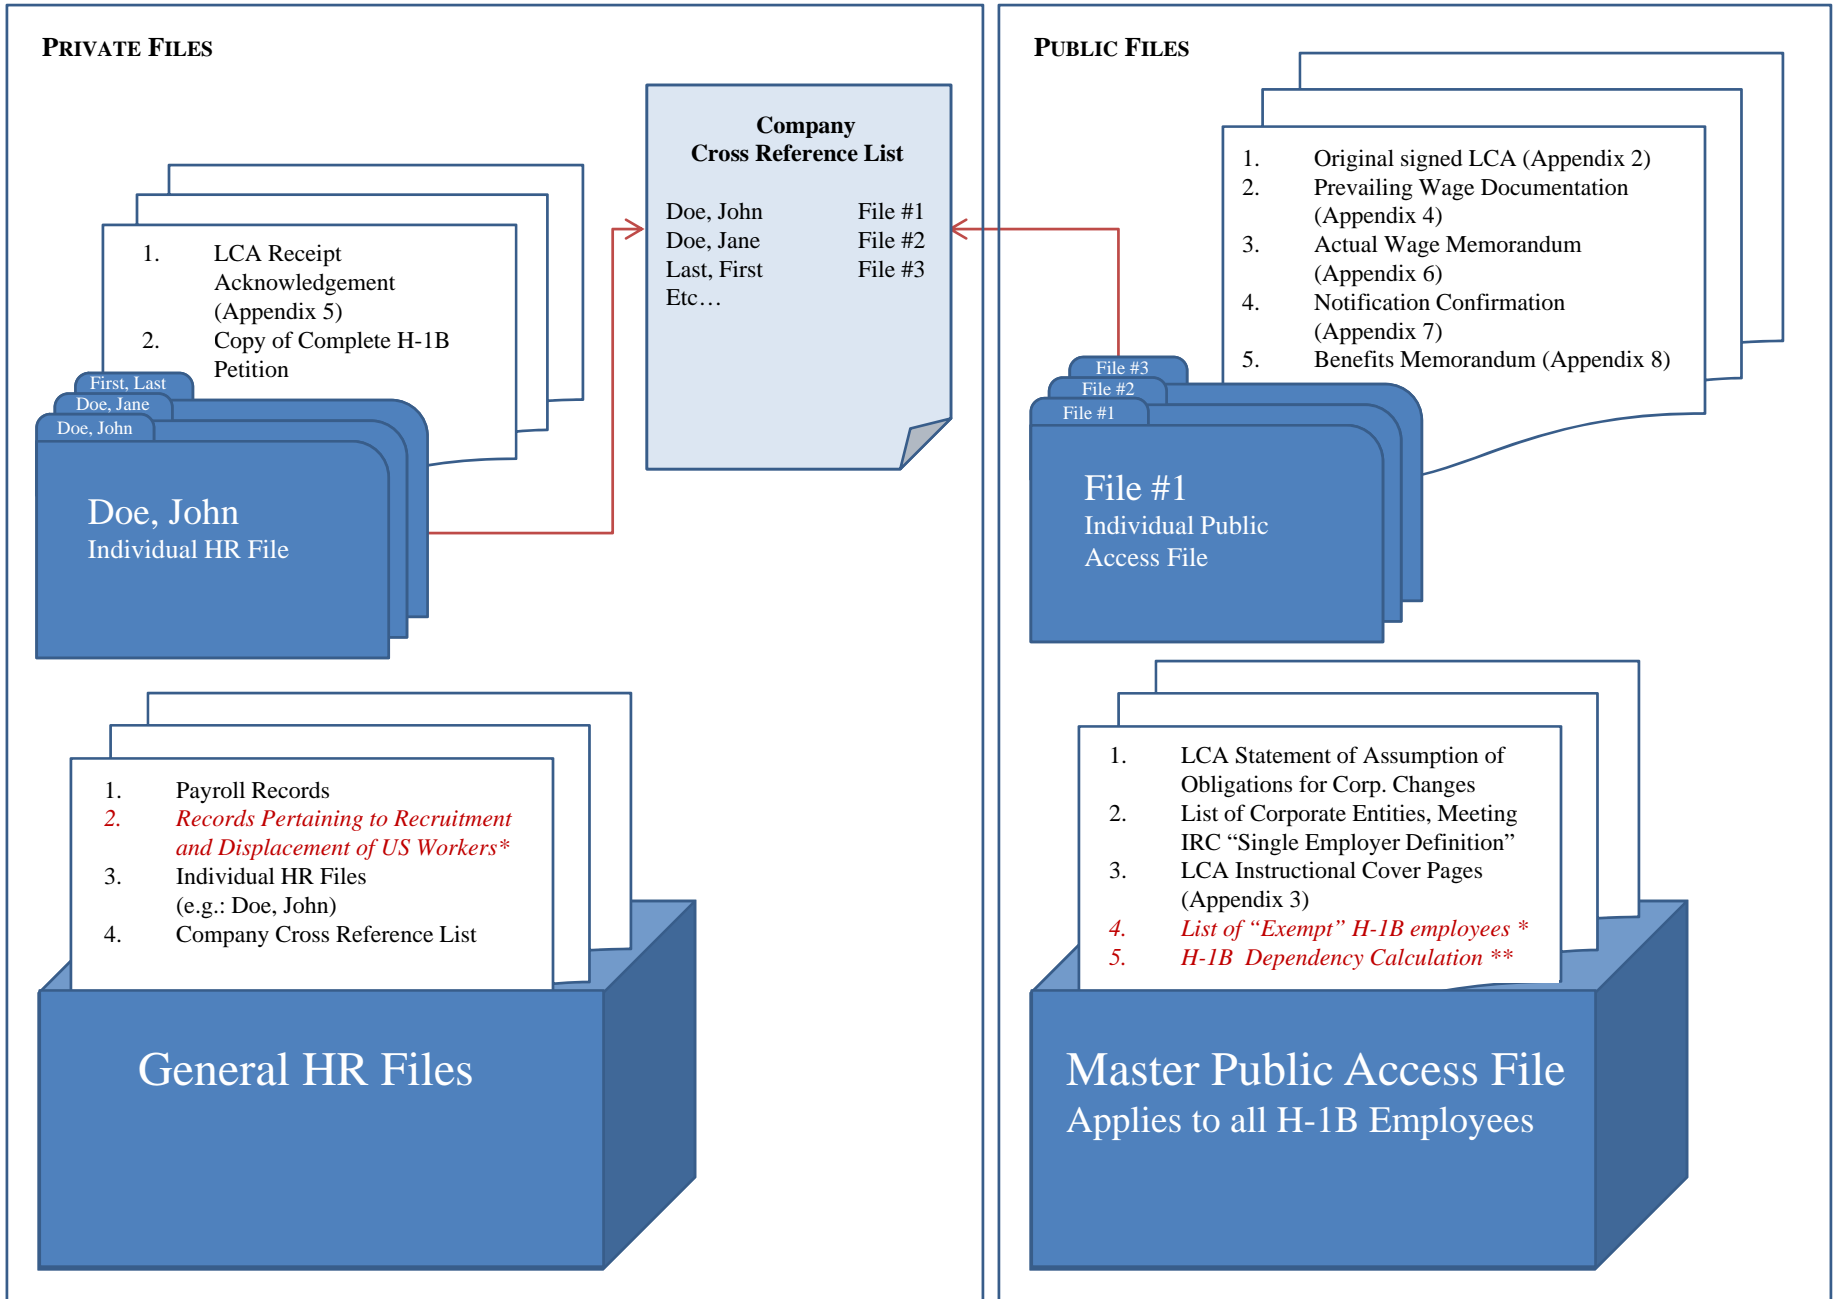 PRIVATE FILES
Company
Cross Reference List
Doe, John File #1
Doe, Jane File #2
Last, First File #3
Etc…
1. LCA Receipt
Acknowledgement
(Appendix 5)
2. Copy of Complete H-1B
Petition
First, Last
Doe, Jane
Doe, John
Doe, John
Individual HR File
1. Payroll Records
2. Records Pertaining to Recruitment
and Displacement of US Workers*
3. Individual HR Files
(e.g.: Doe, John)
4. Company Cross Reference List
General HR Files
PUBLIC FILES
1. Original signed LCA (Appendix 2)
2. Prevailing Wage Documentation
(Appendix 4)
3. Actual Wage Memorandum
(Appendix 6)
4. Notification Confirmation
(Appendix 7)
5. Benefits Memorandum (Appendix 8)
File #3
File #2
File #1
File #1
Individual Public
Access File
1. LCA Statement of Assumption of
Obligations for Corp. Changes
2. List of Corporate Entities, Meeting
IRC “Single Employer Definition”
3. LCA Instructional Cover Pages
(Appendix 3)
4. List of “Exempt” H-1B employees *
5. H-1B Dependency Calculation **
Master Public Access File
Applies to all H-1B Employees